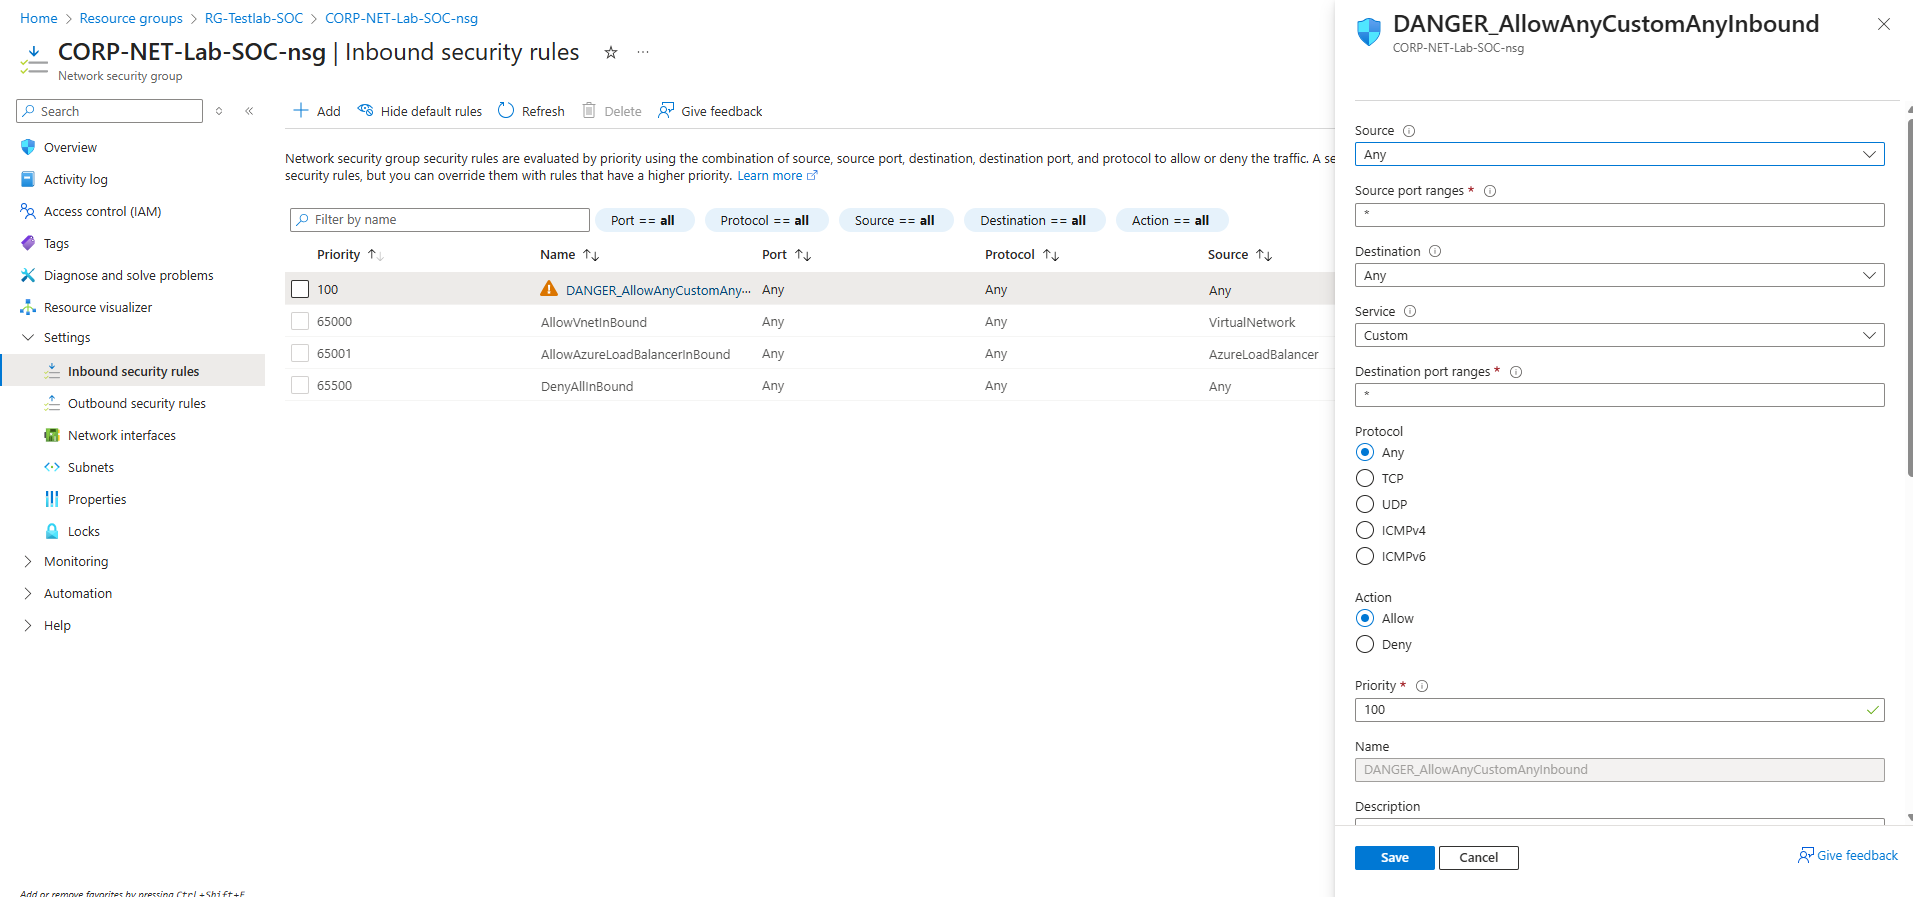 Home > Resource groups > RG-Testlab-SOC > CORP-NET-Lab-SOC-nsg
CORP-NET-Lab-SOC-nsg | Inbound security rules
Network security group
Search
Overview
Activity log
Access control (IAM)
Tags
Diagnose and solve problems
Resource visualizer
Settings
Inbound security rules
Outbound security rules
Network interfaces
Subnets
Properties
Locks
Monitoring
Automation
Help
Add or remove favorites by pressing Ctrl+Shift+F
Add Hide default rules Refresh Delete Give feedback
Network security group security rules are evaluated by priority using the combination of source, source port, destination, destination port, and protocol to allow or deny the traffic. A se
security rules, but you can override them with rules that have a higher priority. Learn more
Filter by name Port == all Protocol == all Source == all Destination == all Action == all
Priority Name Port Protocol Source
100 DANGER_AllowAnyCustomAny... Any Any Any
65000 AllowVnetInBound Any Any VirtualNetwork
65001 AllowAzureLoadBalancerInBound Any Any AzureLoadBalancer
65500 DenyAllInBound Any Any Any
DANGER_AllowAnyCustomAnyInbound
CORP-NET-Lab-SOC-nsg
Source
Any
Source port ranges *
*
Destination
Any
Service
Custom
Destination port ranges *
*
Protocol
Any
TCP
UDP
ICMPv4
ICMPv6
Action
Allow
Deny
Priority *
100
Name
DANGER_AllowAnyCustomAnyInbound
Description
Save Cancel Give feedback